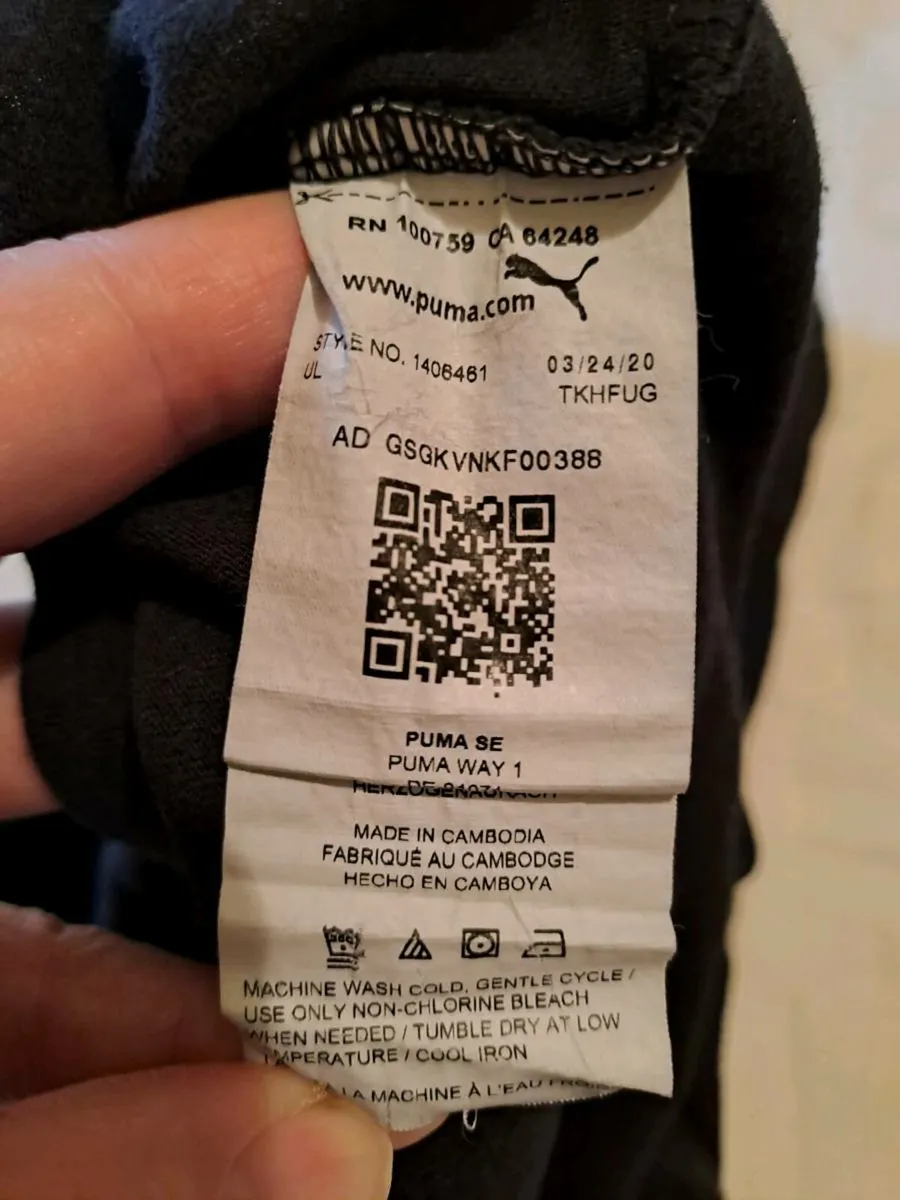 RN 100759 CA 64248
www.puma.com
STYLE NO. 1406461 03/24/20
UL TKHFUG
AD GSGKVNKF00388
PUMA SE
PUMA WAY 1
MADE IN CAMBODIA
FABRIQUÉ AU CAMBODGE
HECHO EN CAMBOYA
MACHINE WASH COLD, GENTLE CYCLE /
USE ONLY NON-CHLORINE BLEACH
WHEN NEEDED / TUMBLE DRY AT LOW
TEMPERATURE / COOL IRON
LA MACHINE À L'EAU